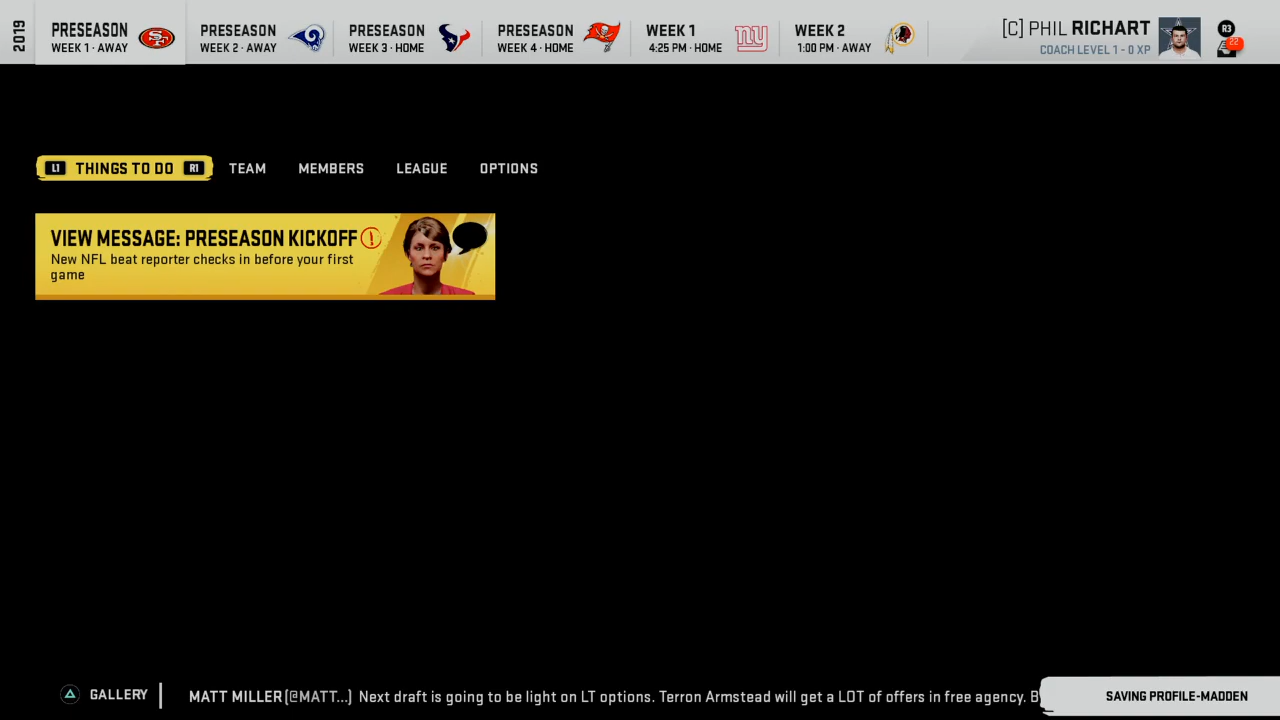 2019
PRESEASON
WEEK 1 · AWAY
SF
PRESEASON
WEEK 2 · AWAY
PRESEASON
WEEK 3 · HOME
PRESEASON
WEEK 4 · HOME
WEEK 1
4:25 PM · HOME
ny
WEEK 2
1:00 PM · AWAY
[C] PHIL RICHART
COACH LEVEL 1 - 0 XP
R3
22
L1 THINGS TO DO R1 TEAM MEMBERS LEAGUE OPTIONS
VIEW MESSAGE: PRESEASON KICKOFF
New NFL beat reporter checks in before your first
game
GALLERY
MATT MILLER (@MATT...) Next draft is going to be light on LT options. Terron Armstead will get a LOT of offers in free agency. B
SAVING PROFILE-MADDEN